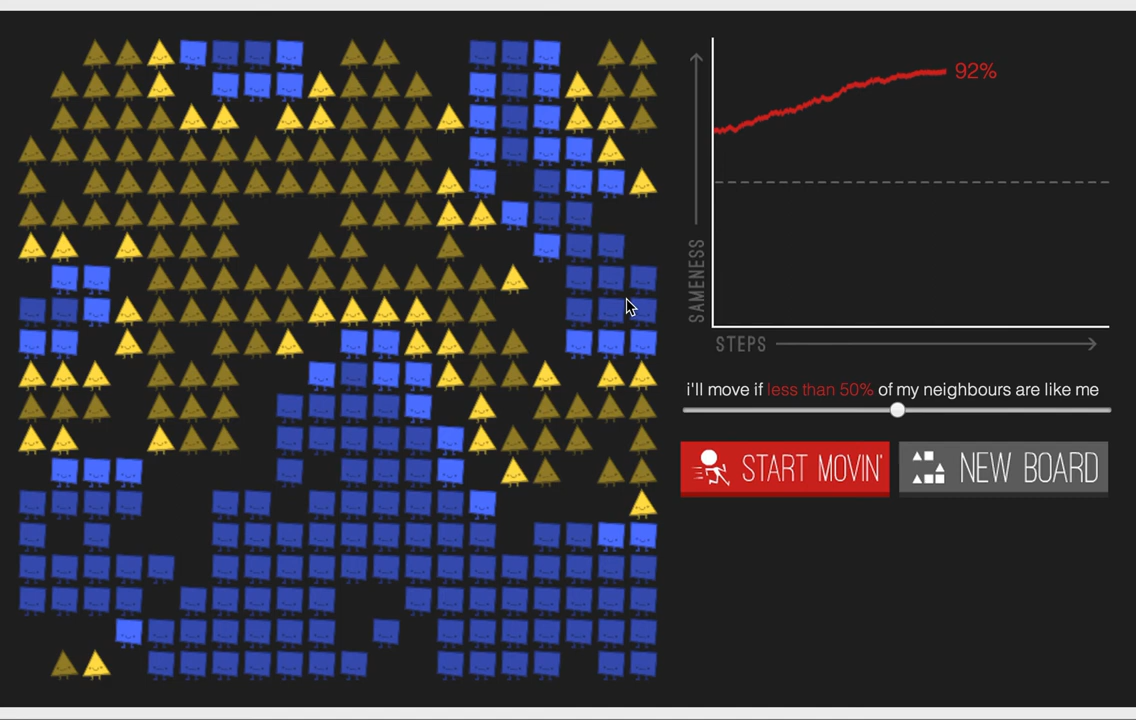 92%
SAMENESS
STEPS
i'll move if less than 50% of my neighbours are like me
START MOVIN'
NEW BOARD